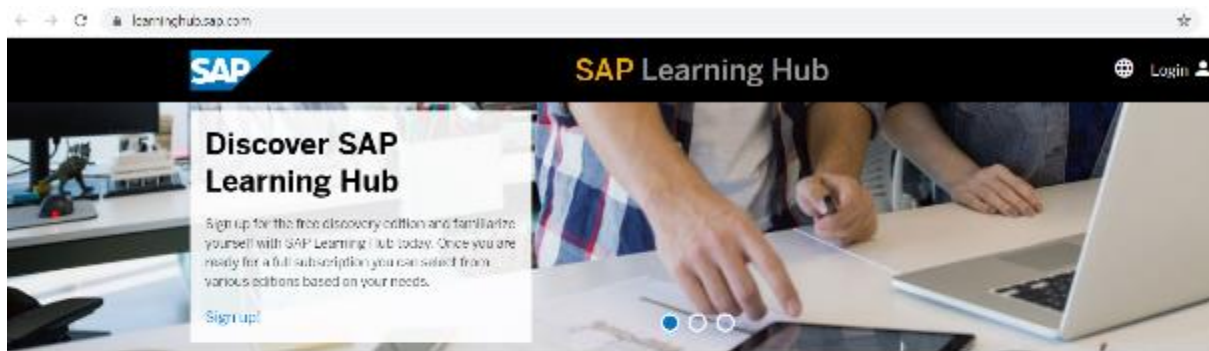 learninghub.sap.com
SAP
SAP Learning Hub
Login
Discover SAP
Learning Hub
Sign up for the free discovery edition and familiarize
yourself with SAP Learning Hub today. Once you are
ready for a full subscription you can select from
various editions based on your needs.
Sign up!